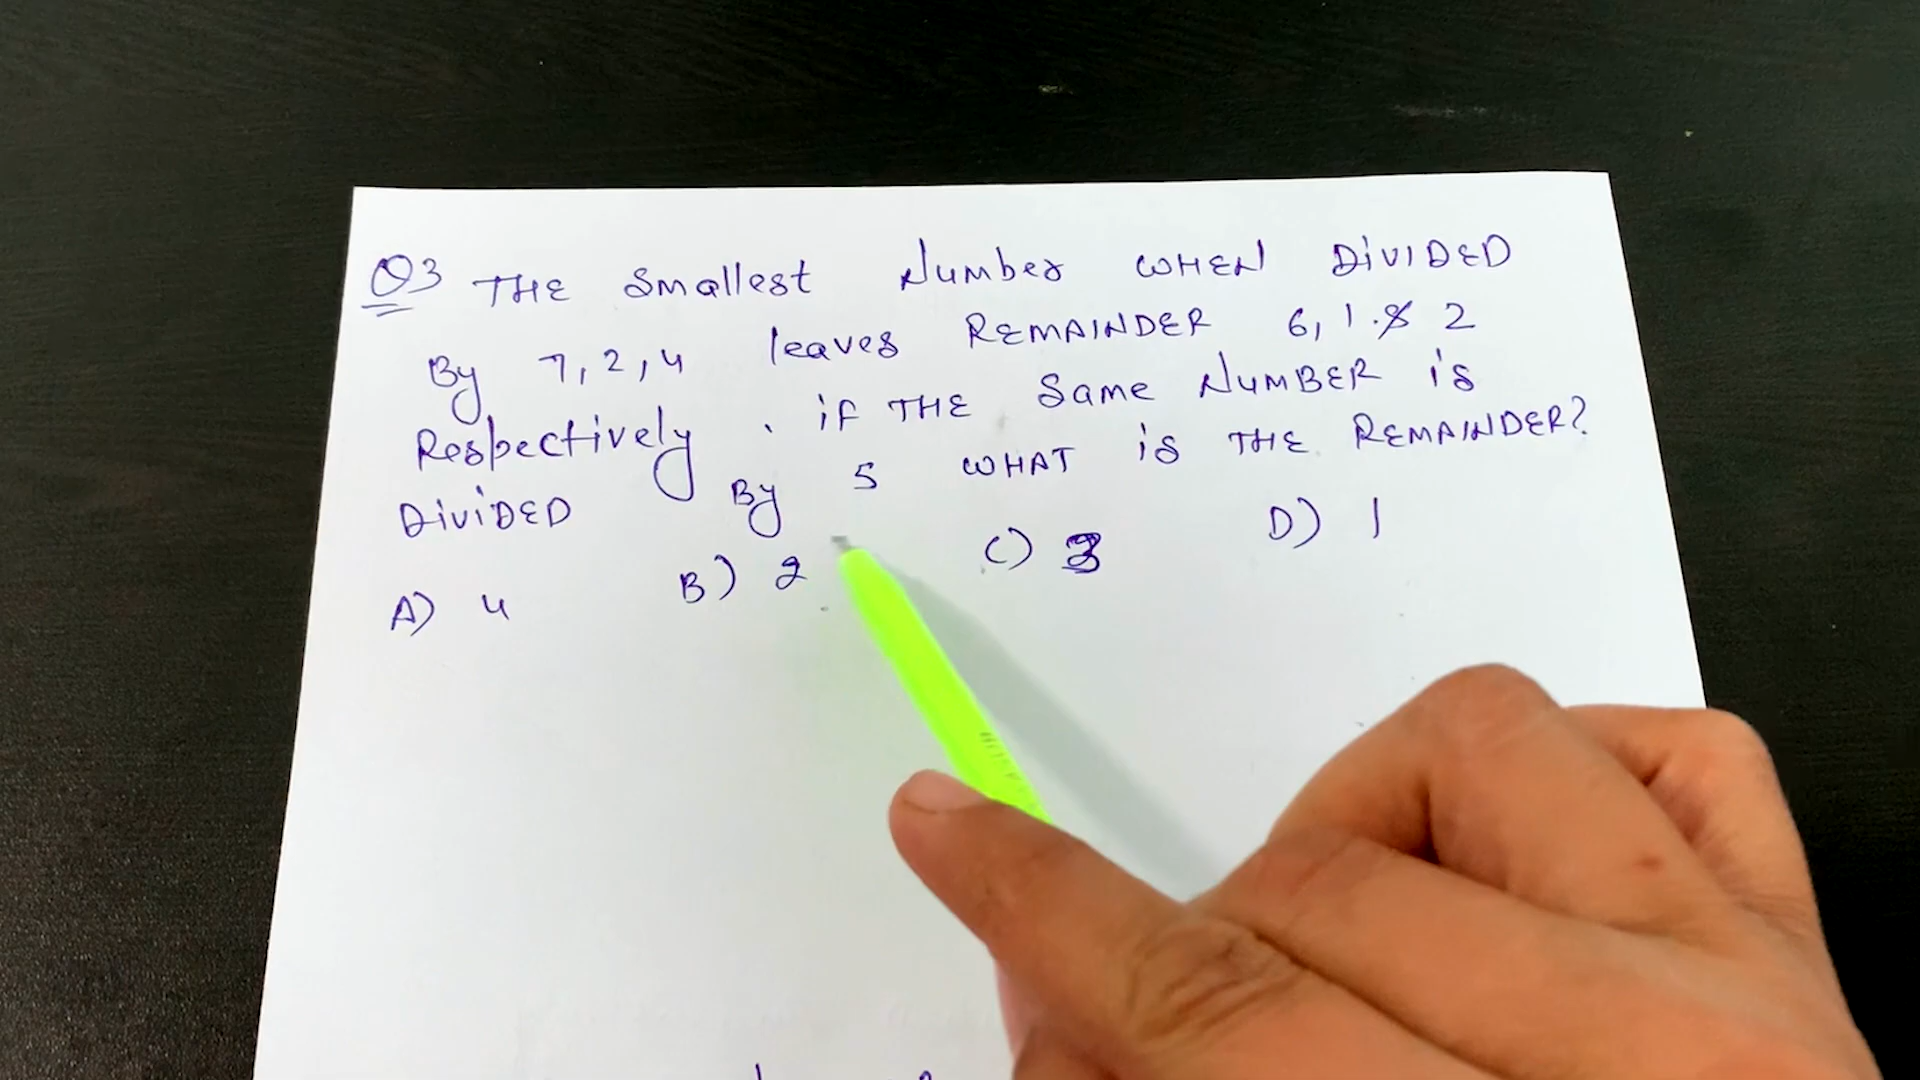 Q3 THE smallest Number WHEN DiViDED
By 7, 2, 4 leaves REMAINDER 6, 1 & 2
Respectively . if THE Same NUMBER is
DiViDED By 5 WHAT is THE REMAINDER?
A) 4 B) 2 C) 3 D) 1